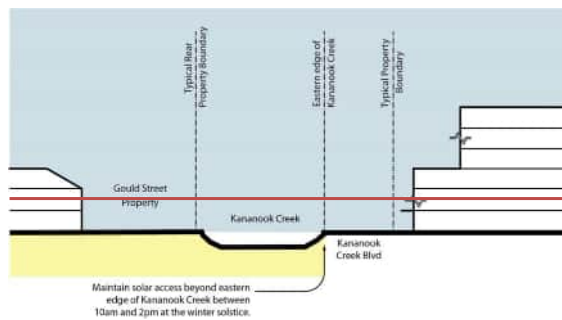 Typical Rear
Property Boundary
Eastern edge of
Kananook Creek
Typical Property
Boundary
Gould Street
Property
Kananook Creek
Kananook
Creek Blvd
Maintain solar access beyond eastern
edge of Kananook Creek between
10am and 2pm at the winter solstice.